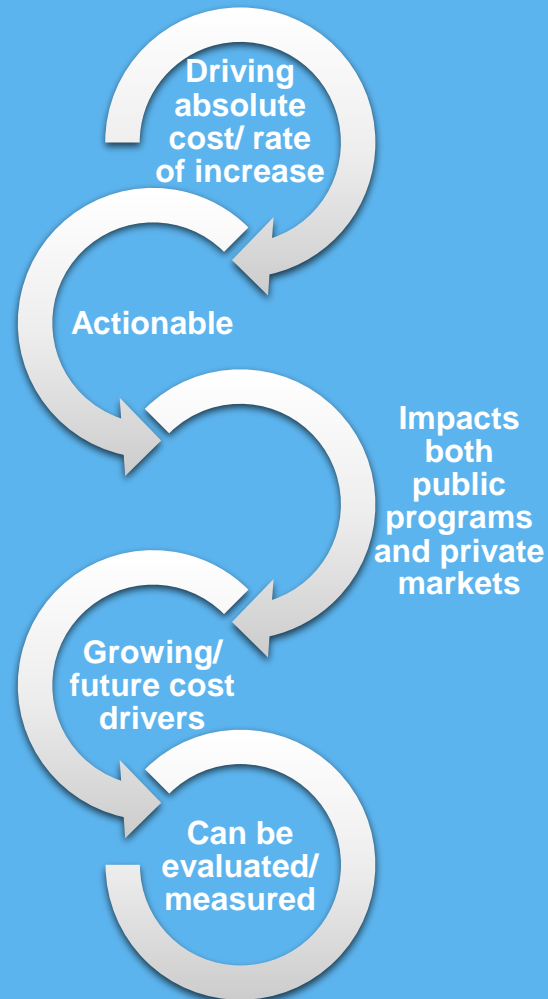 Driving
absolute
cost/ rate
of increase
Actionable
Impacts
both
public
programs
and private
markets
Growing/
future cost
drivers
Can be
evaluated/
measured